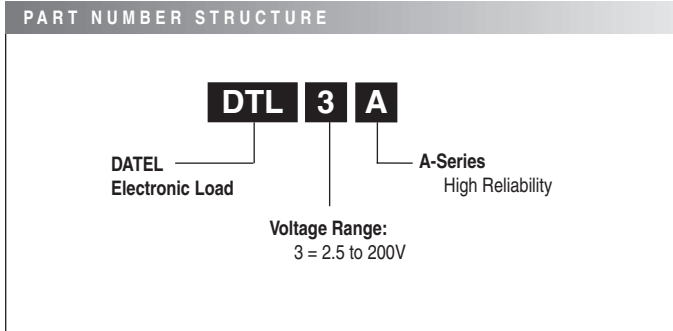 PART NUMBER STRUCTURE
DTL 3 A
DATEL
Electronic Load
A-Series
High Reliability
Voltage Range:
3 = 2.5 to 200V